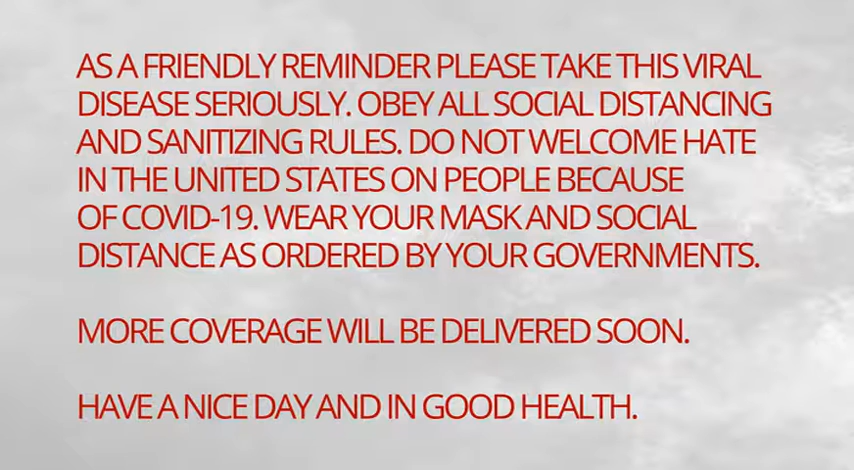 AS A FRIENDLY REMINDER PLEASE TAKE THIS VIRAL
DISEASE SERIOUSLY. OBEY ALL SOCIAL DISTANCING
AND SANITIZING RULES. DO NOT WELCOME HATE
IN THE UNITED STATES ON PEOPLE BECAUSE
OF COVID-19. WEAR YOUR MASK AND SOCIAL
DISTANCE AS ORDERED BY YOUR GOVERNMENTS.
MORE COVERAGE WILL BE DELIVERED SOON.
HAVE A NICE DAY AND IN GOOD HEALTH.